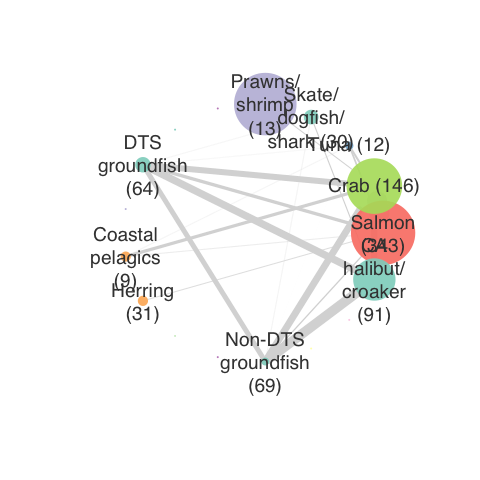 Prawns/
shrimp
(13)
Skate/
dogfish/
shark (30)
Tuna (12)
DTS
groundfish
(64)
Crab (146)
Salmon
(343)
CA
halibut/
croaker
(91)
Coastal
pelagics
(9)
Herring
(31)
Non-DTS
groundfish
(69)